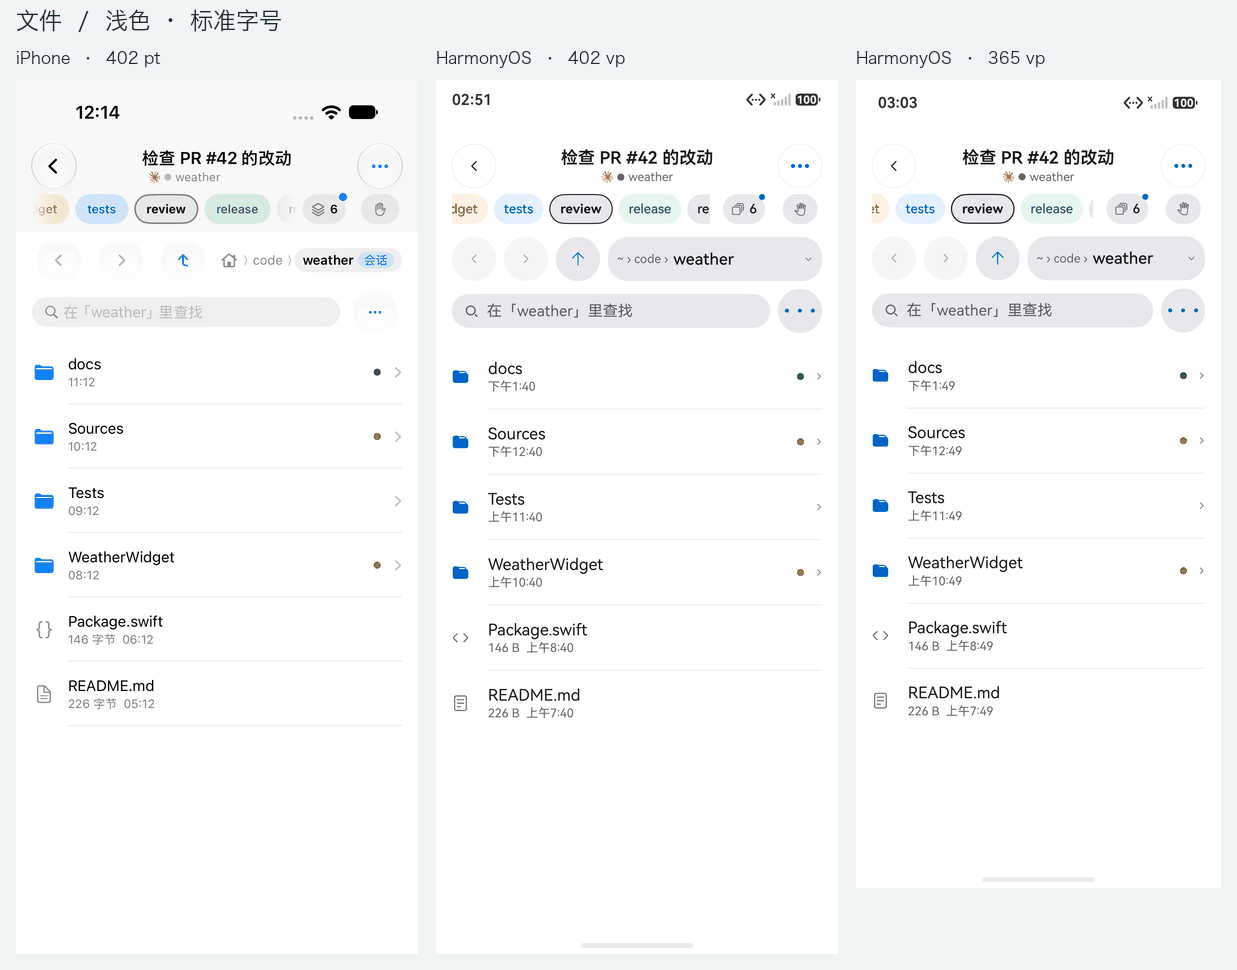 文件 / 浅色 · 标准字号
iPhone · 402 pt
12:14
检查 PR #42 的改动
weather
get
tests
review
release
6
code
weather 会话
在「weather」里查找
docs
11:12
Sources
10:12
Tests
09:12
WeatherWidget
08:12
Package.swift
146 字节 06:12
README.md
226 字节 05:12
HarmonyOS · 402 vp
02:51
100
检查 PR #42 的改动
weather
dget
tests
review
release
re
6
~ › code › weather
在「weather」里查找
docs
下午1:40
Sources
下午12:40
Tests
上午11:40
WeatherWidget
上午10:40
Package.swift
146 B 上午8:40
README.md
226 B 上午7:40
HarmonyOS · 365 vp
03:03
100
检查 PR #42 的改动
weather
et
tests
review
release
6
~ › code › weather
在「weather」里查找
docs
下午1:49
Sources
下午12:49
Tests
上午11:49
WeatherWidget
上午10:49
Package.swift
146 B 上午8:49
README.md
226 B 上午7:49